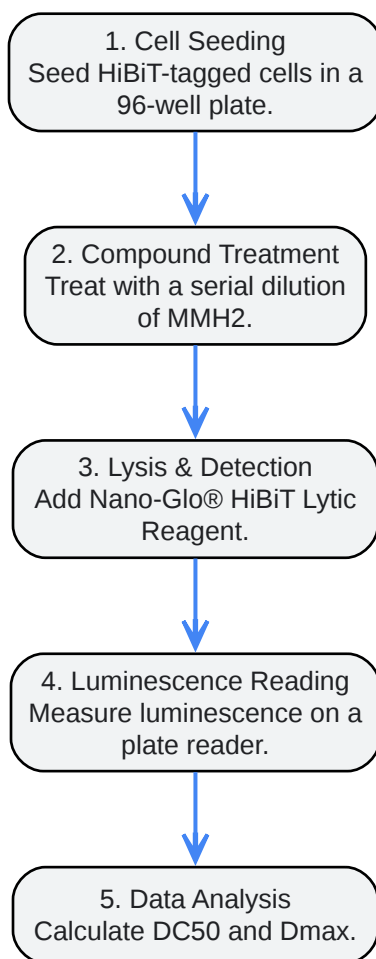 1. Cell Seeding
Seed HiBiT-tagged cells in a
96-well plate.
2. Compound Treatment
Treat with a serial dilution
of MMH2.
3. Lysis & Detection
Add Nano-Glo® HiBiT Lytic
Reagent.
4. Luminescence Reading
Measure luminescence on a
plate reader.
5. Data Analysis
Calculate DC50 and Dmax.